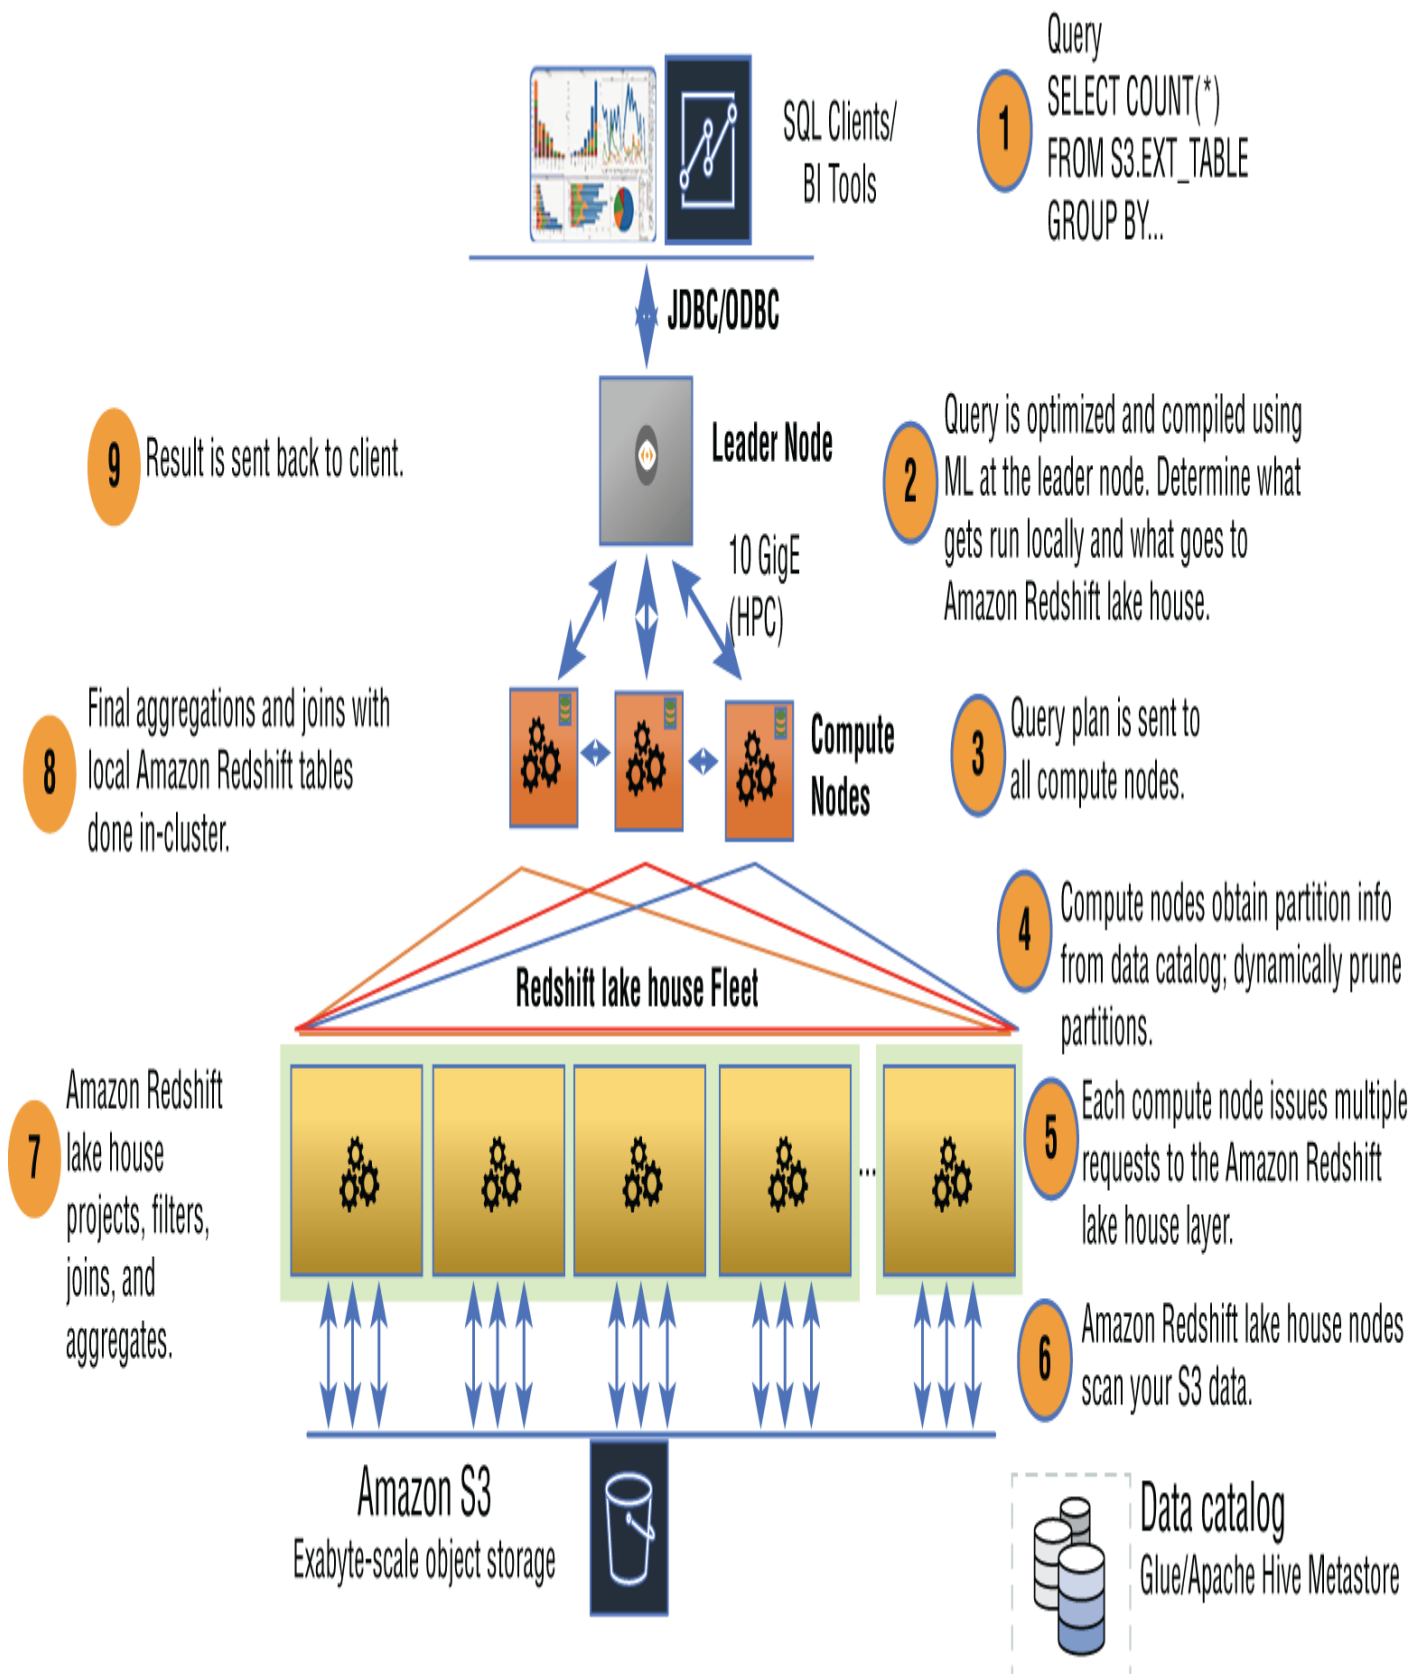 Query
SELECT COUNT(*)
FROM S3.EXT_TABLE
GROUP BY...
1
SQL Clients/
BI Tools
JDBC/ODBC
Leader Node
2
Query is optimized and compiled using
ML at the leader node. Determine what
gets run locally and what goes to
Amazon Redshift lake house.
9
Result is sent back to client.
10 GigE
(HPC)
Compute
Nodes
3
Query plan is sent to
all compute nodes.
8
Final aggregations and joins with
local Amazon Redshift tables
done in-cluster.
4
Compute nodes obtain partition info
from data catalog; dynamically prune
partitions.
Redshift lake house Fleet
5
Each compute node issues multiple
requests to the Amazon Redshift
lake house layer.
7
Amazon Redshift
lake house
projects, filters,
joins, and
aggregates.
...
6
Amazon Redshift lake house nodes
scan your S3 data.
Amazon S3
Exabyte-scale object storage
Data catalog
Glue/Apache Hive Metastore